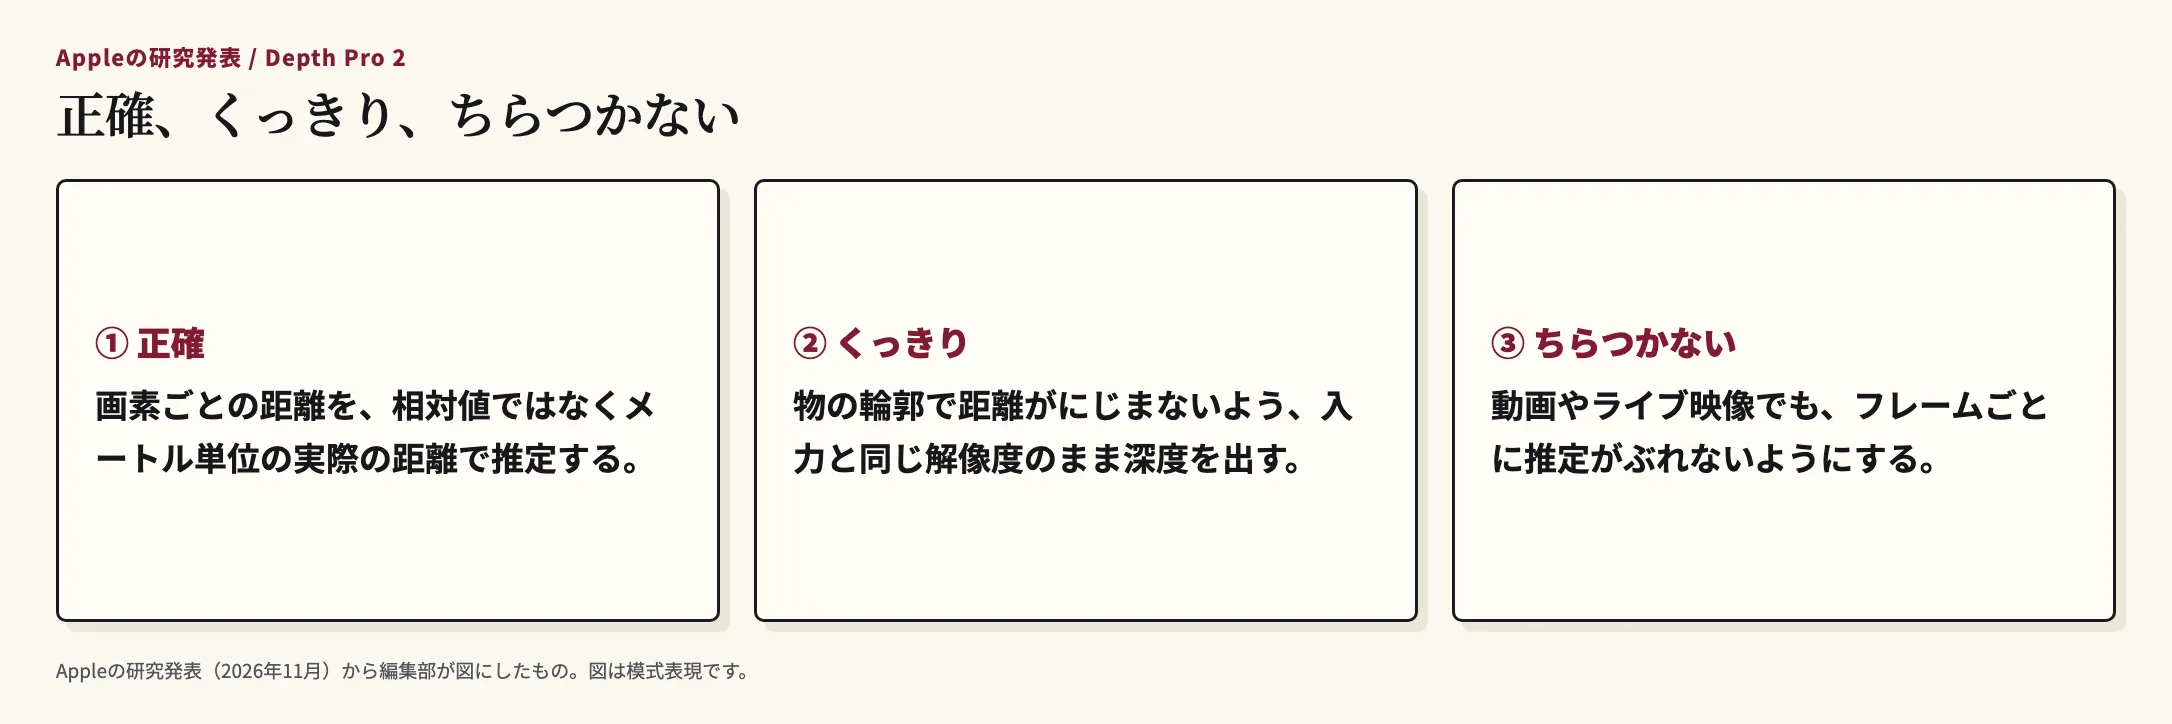 Appleの研究発表 / Depth Pro 2
正確、くっきり、ちらつかない
① 正確
画素ごとの距離を、相対値ではなくメ
ートル単位の実際の距離で推定する。
② くっきり
物の輪郭で距離がにじまないよう、入
力と同じ解像度のまま深度を出す。
③ ちらつかない
動画やライブ映像でも、フレームごと
に推定がぶれないようにする。
Appleの研究発表（2026年11月）から編集部が図にしたもの。図は模式表現です。